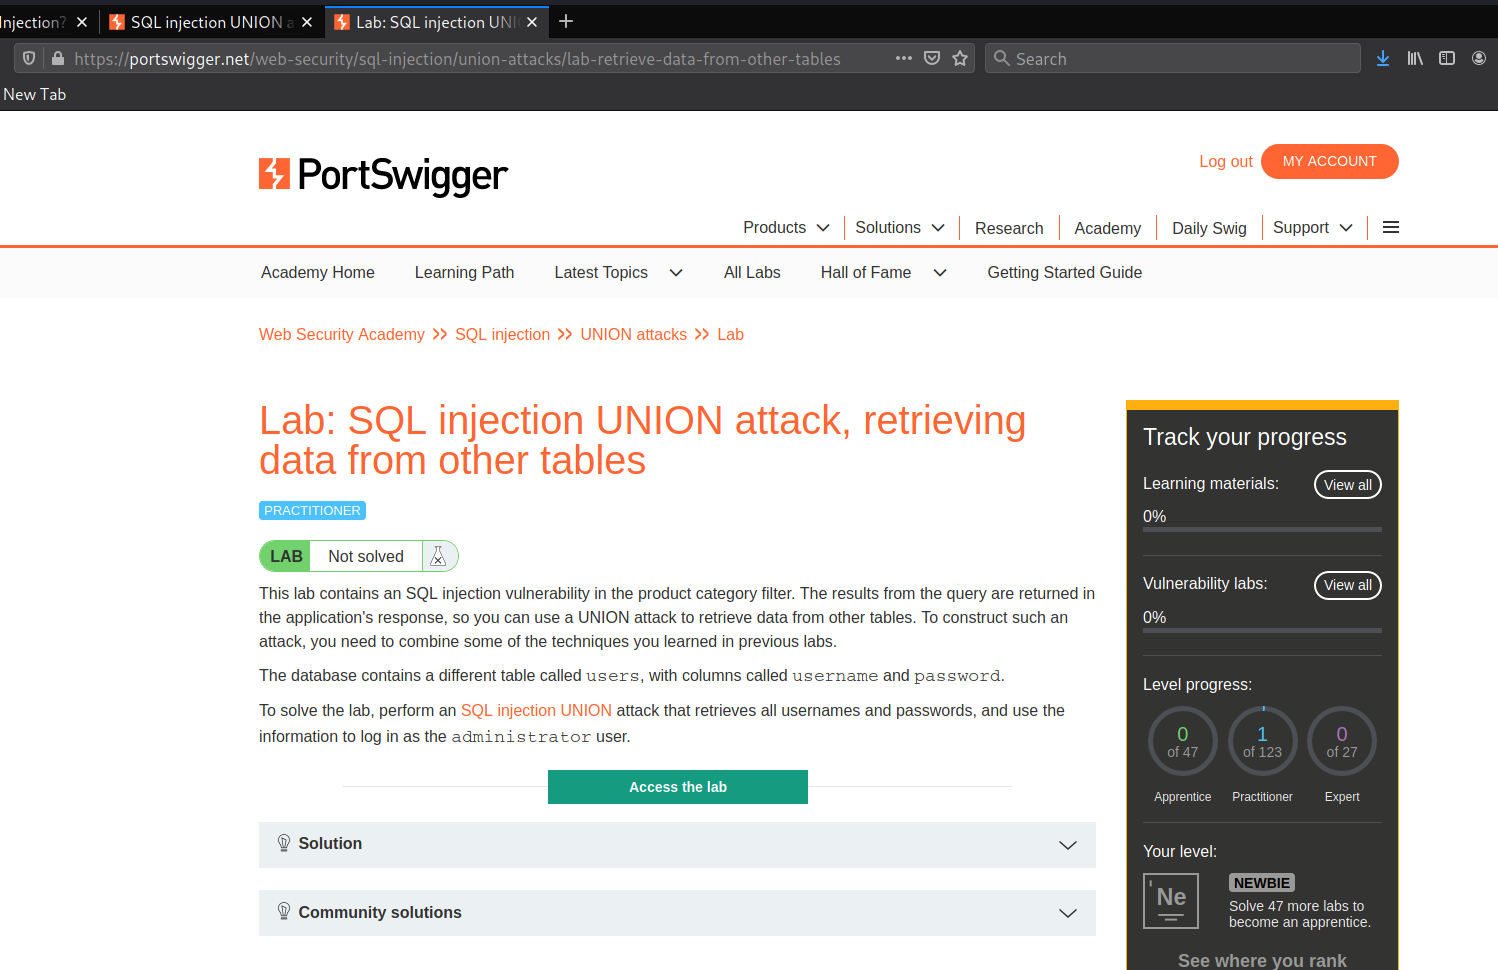 Injection?
SQL injection UNION a
Lab: SQL injection UNI
https://portswigger.net/web-security/sql-injection/union-attacks/lab-retrieve-data-from-other-tables
Search
New Tab
PortSwigger
Log out
MY ACCOUNT
Products
Solutions
Research
Academy
Daily Swig
Support
Academy Home
Learning Path
Latest Topics
All Labs
Hall of Fame
Getting Started Guide
Web Security Academy >> SQL injection >> UNION attacks >> Lab
Lab: SQL injection UNION attack, retrieving
data from other tables
PRACTITIONER
LAB Not solved
This lab contains an SQL injection vulnerability in the product category filter. The results from the query are returned in
the application's response, so you can use a UNION attack to retrieve data from other tables. To construct such an
attack, you need to combine some of the techniques you learned in previous labs.
The database contains a different table called users, with columns called username and password.
To solve the lab, perform an SQL injection UNION attack that retrieves all usernames and passwords, and use the
information to log in as the administrator user.
Access the lab
Solution
Community solutions
Track your progress
Learning materials:
View all
0%
Vulnerability labs:
View all
0%
Level progress:
0 of 47
1 of 123
0 of 27
Apprentice
Practitioner
Expert
Your level:
Ne
NEWBIE
Solve 47 more labs to
become an apprentice.
See where you rank